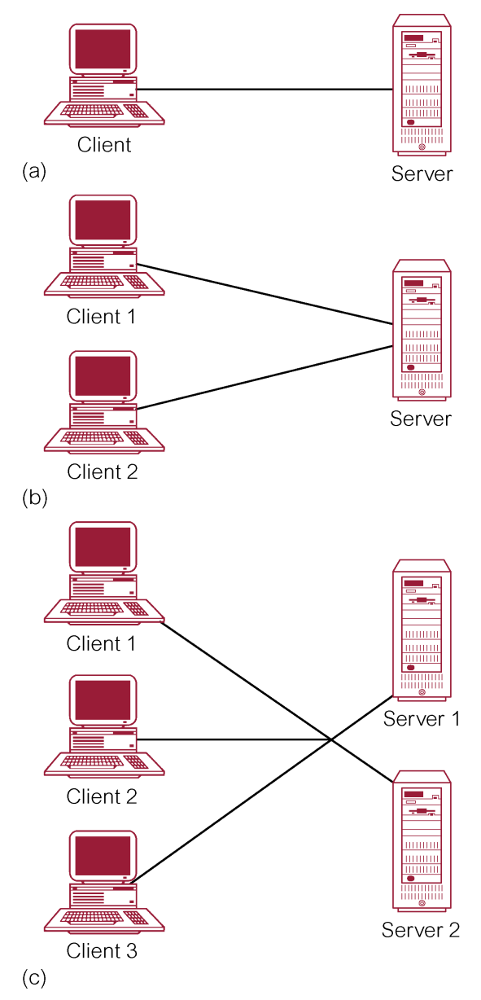 Client
Server
(a)
Client 1
Server
Client 2
(b)
Client 1
Server 1
Client 2
Server 2
Client 3
(c)